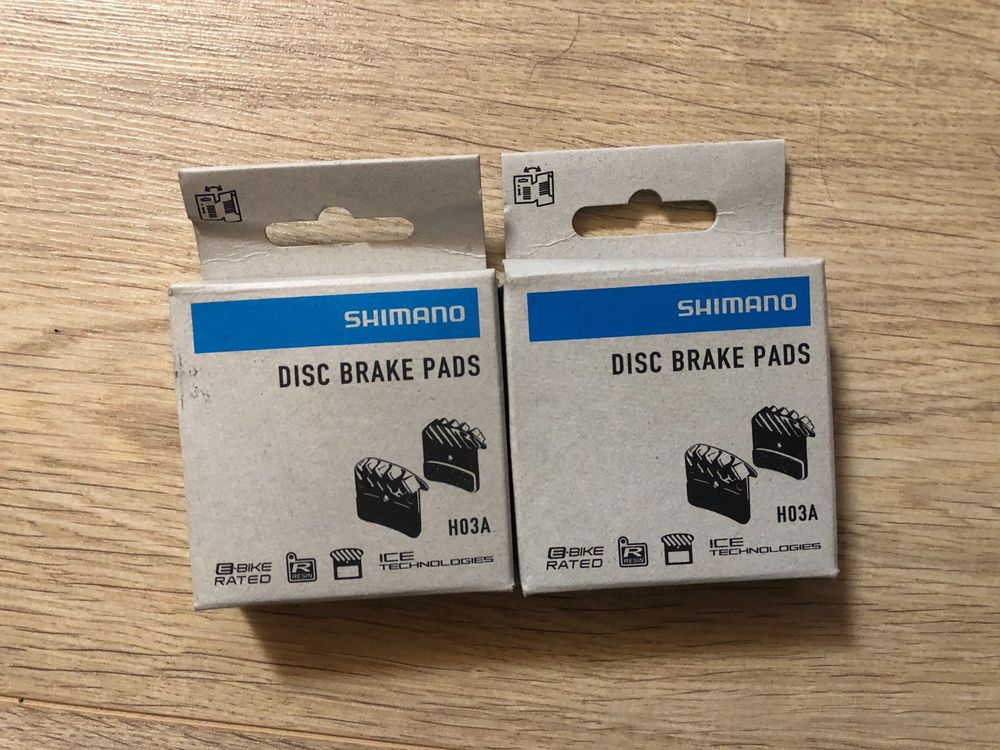 SHIMANO
DISC BRAKE PADS
H03A
E-BIKE
RATED
R
RESIN
ICE
TECHNOLOGIES
SHIMANO
DISC BRAKE PADS
H03A
E-BIKE
RATED
R
RESIN
ICE
TECHNOLOGIES